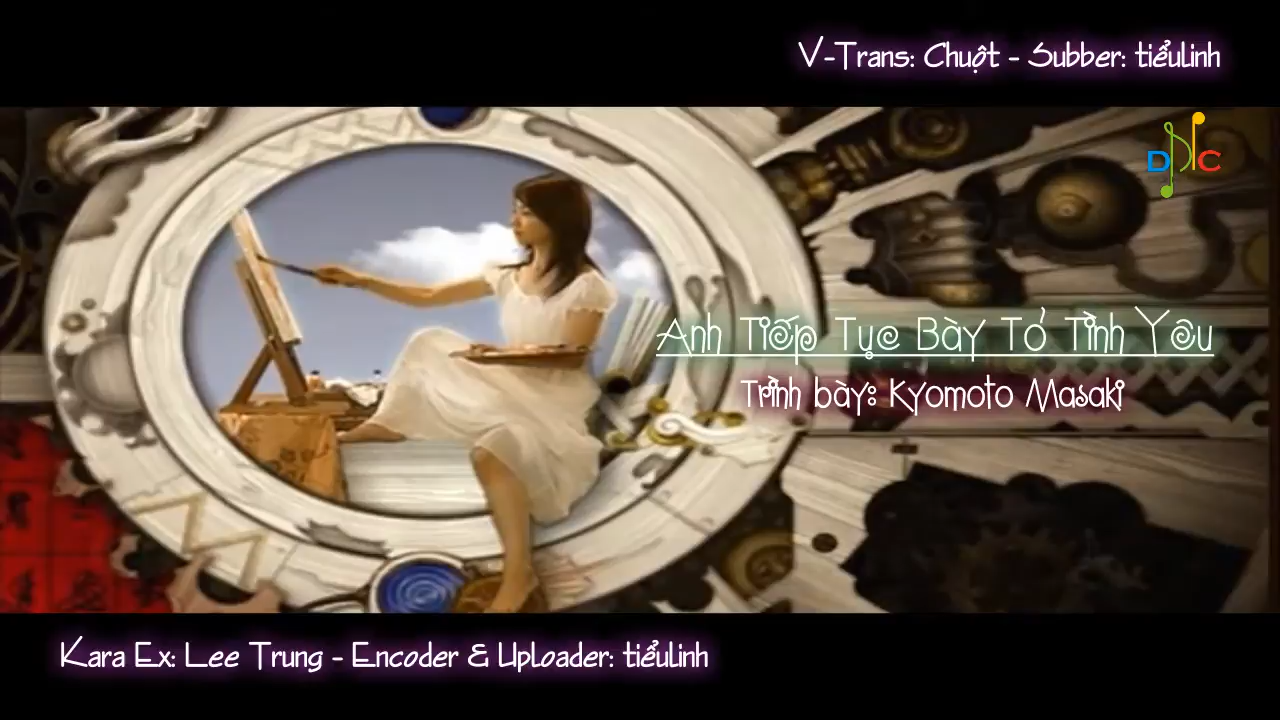 V-Trans: Chuột - Subber: tiểulinh
D C
Anh Tiếp Tục Bày Tỏ Tình Yêu
Trình bày: Kyomoto Masaki
Kara Ex: Lee Trung - Encoder & Uploader: tiểulinh